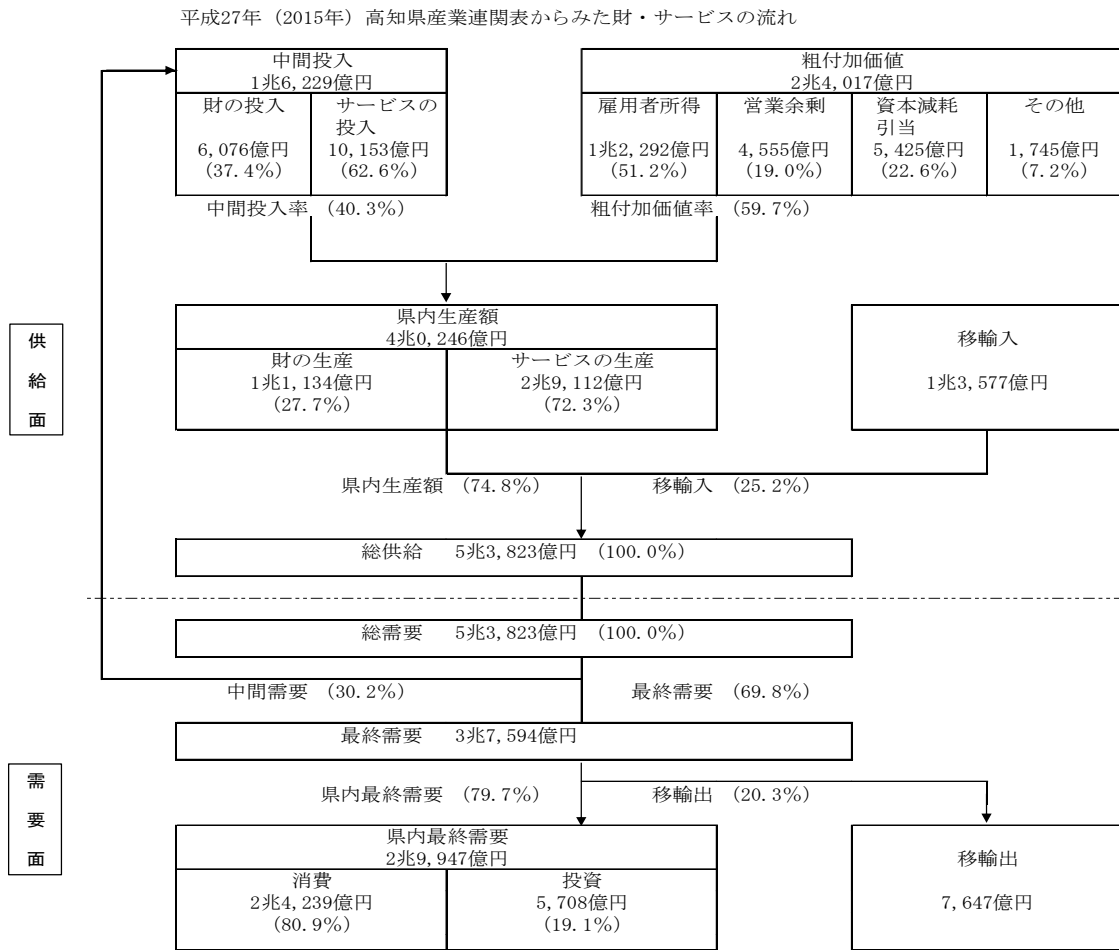 平成27年（2015年）高知県産業連関表からみた財・サービスの流れ
中間投入
1兆6,229億円
財の投入
6,076億円
(37.4%)
サービスの
投入
10,153億円
(62.6%)
粗付加価値
2兆4,017億円
雇用者所得
1兆2,292億円
(51.2%)
営業余剰
4,555億円
(19.0%)
資本減耗
引当
5,425億円
(22.6%)
その他
1,745億円
(7.2%)
中間投入率 (40.3%)
粗付加価値率 (59.7%)
供給面
県内生産額
4兆0,246億円
財の生産
1兆1,134億円
(27.7%)
サービスの生産
2兆9,112億円
(72.3%)
移輸入
1兆3,577億円
県内生産額 (74.8%)
移輸入 (25.2%)
総供給 5兆3,823億円 (100.0%)
総需要 5兆3,823億円 (100.0%)
中間需要 (30.2%)
最終需要 (69.8%)
最終需要 3兆7,594億円
需要面
県内最終需要 (79.7%)
移輸出 (20.3%)
県内最終需要
2兆9,947億円
消費
2兆4,239億円
(80.9%)
投資
5,708億円
(19.1%)
移輸出
7,647億円